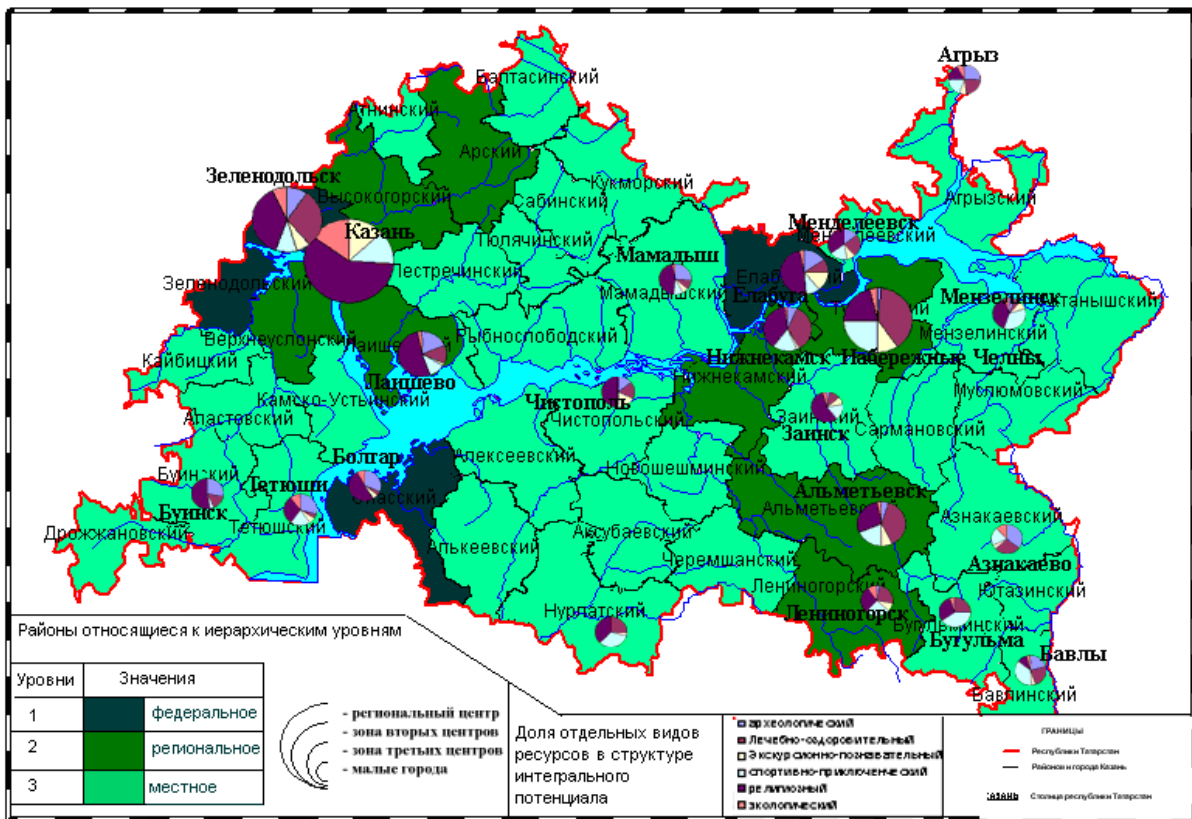 Агрыз
Балтасинский
Атнинский
Арский
Зеленодольск
Высокогорский
Кукморский
Сабинский
Агрызский
Казань
Менделеевск
Тюлячинский
Пестречинский
Мамадыш
Зеленодольский
Мамадышский
Елабуга
Мензелинск
Мензелинский
Верхнеуслонский
Рыбнослободский
Нижнекамск
Набережные Челны
Кайбицкий
Лаишево
Нижнекамский
Муслюмовский
Камско-Устьинский
Чистополь
Чистопольский
Заинский
Заинск
Сармановский
Апастовский
Болгар
Алексеевский
Новошешминский
Буинский
Тетюши
Спасский
Альметьевск
Альметьевский
Азнакаевский
Буинск
Тетюшский
Дрожжановский
Алькеевский
Аксубаевский
Черемшанский
Азнакаево
Лениногорский
Ютазинский
Нурлатский
Лениногорск
Бугульминский
Бугульма
Бавлы
Бавлинский
Районы относящиеся к иерархическим уровням
Уровни Значения
1 федеральное
2 региональное
3 местное
- региональный центр
- зона вторых центров
- зона третьих центров
- малые города
Доля отдельных видов
ресурсов в структуре
интегрального
потенциала
археологический
Лечебно-оздоровительный
Экскурсионно-познавательный
спортивно-приключенческий
религиозный
экологический
ГРАНИЦЫ
Республики Татарстан
Районов и города Казань
КАЗАНЬ Столица республики Татарстан